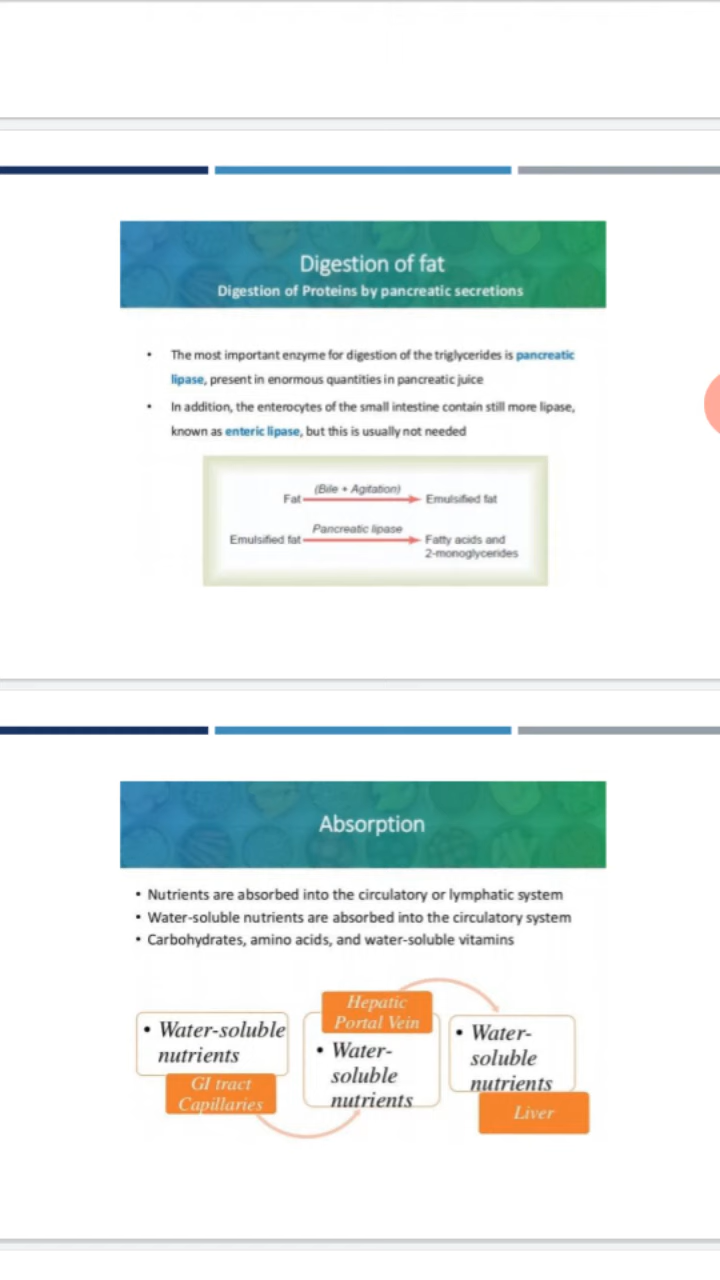 Digestion of fat
Digestion of Proteins by pancreatic secretions
• The most important enzyme for digestion of the triglycerides is pancreatic
lipase, present in enormous quantities in pancreatic juice
• In addition, the enterocytes of the small intestine contain still more lipase,
known as enteric lipase, but this is usually not needed
(Bile + Agitation)
Fat Emulsified fat
Pancreatic lipase
Emulsified fat Fatty acids and
2-monoglycerides
Absorption
• Nutrients are absorbed into the circulatory or lymphatic system
• Water-soluble nutrients are absorbed into the circulatory system
• Carbohydrates, amino acids, and water-soluble vitamins
• Water-soluble
nutrients
GI tract
Capillaries
Hepatic
Portal Vein
• Water-
soluble
nutrients
• Water-
soluble
nutrients
Liver